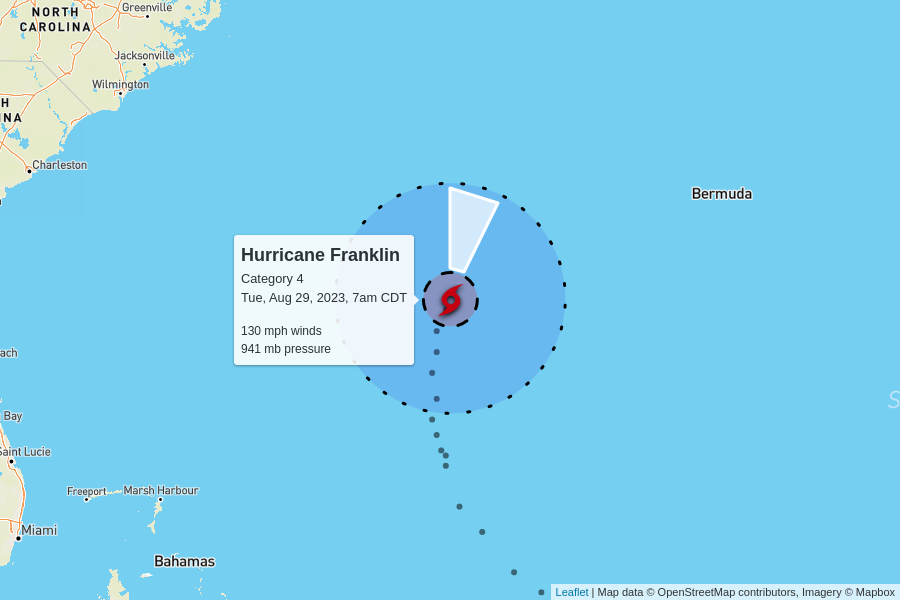 Greenville
NORTH
CAROLINA
Jacksonville
Wilmington
H
NA
Charleston
Bermuda
Hurricane Franklin
Category 4
Tue, Aug 29, 2023, 7am CDT
130 mph winds
941 mb pressure
ach
S
Bay
Saint Lucie
Freeport
Marsh Harbour
Miami
Bahamas
Leaflet | Map data © OpenStreetMap contributors, Imagery © Mapbox